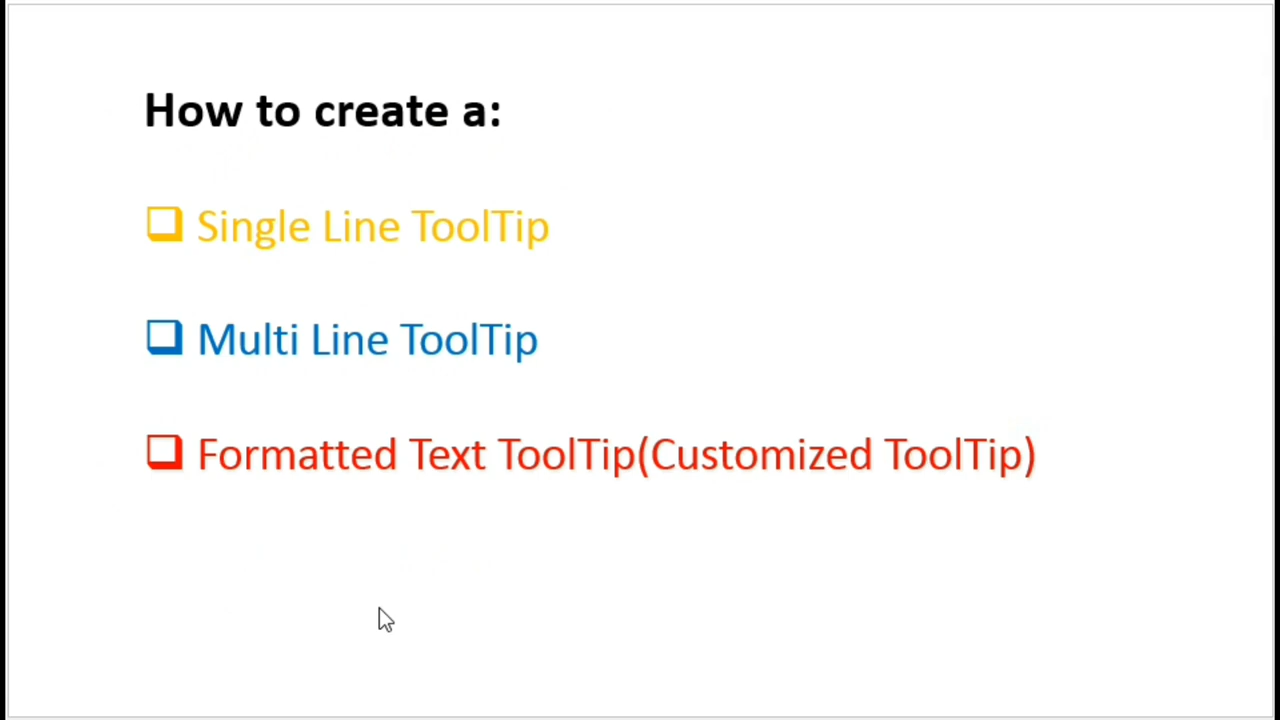 How to create a:
Single Line ToolTip
Multi Line ToolTip
Formatted Text ToolTip(Customized ToolTip)